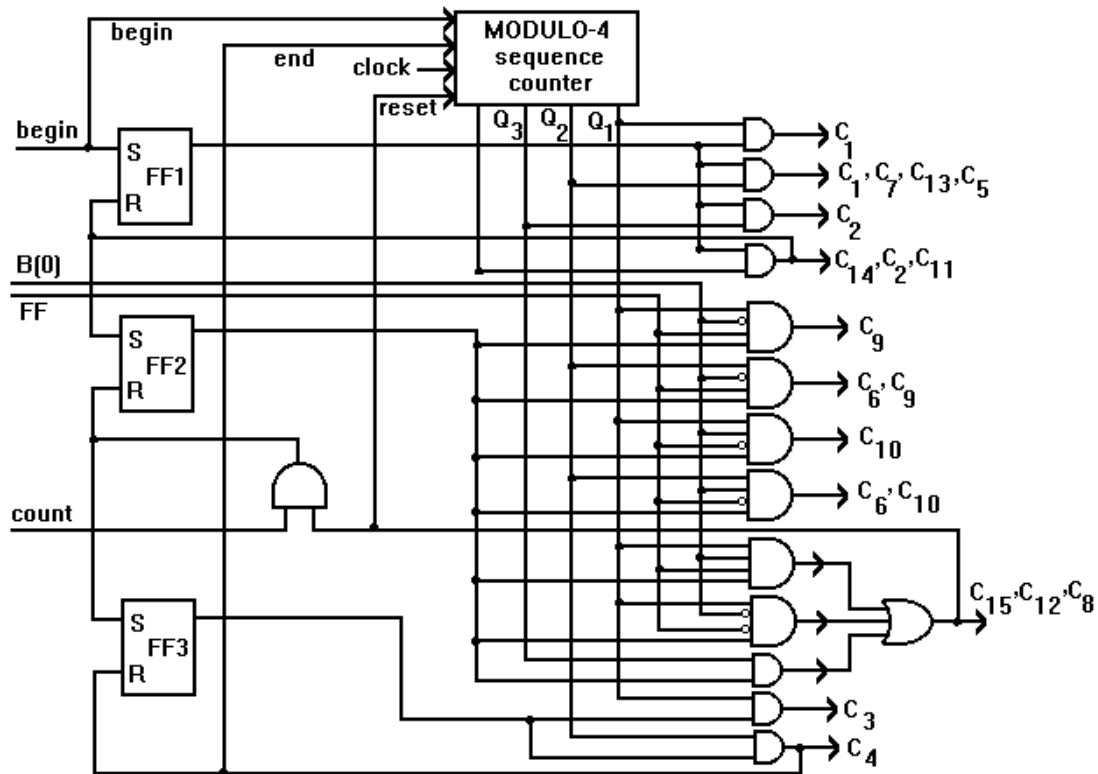 begin
MODULO-4
sequence
counter
end
clock
reset
Q3 Q2 Q1
begin
S
FF1
R
C1
C1, C7, C13, C5
C2
C14, C2, C11
B(0)
FF
S
FF2
R
C9
C6, C9
C10
C6, C10
count
S
FF3
R
C15, C12, C8
C3
C4